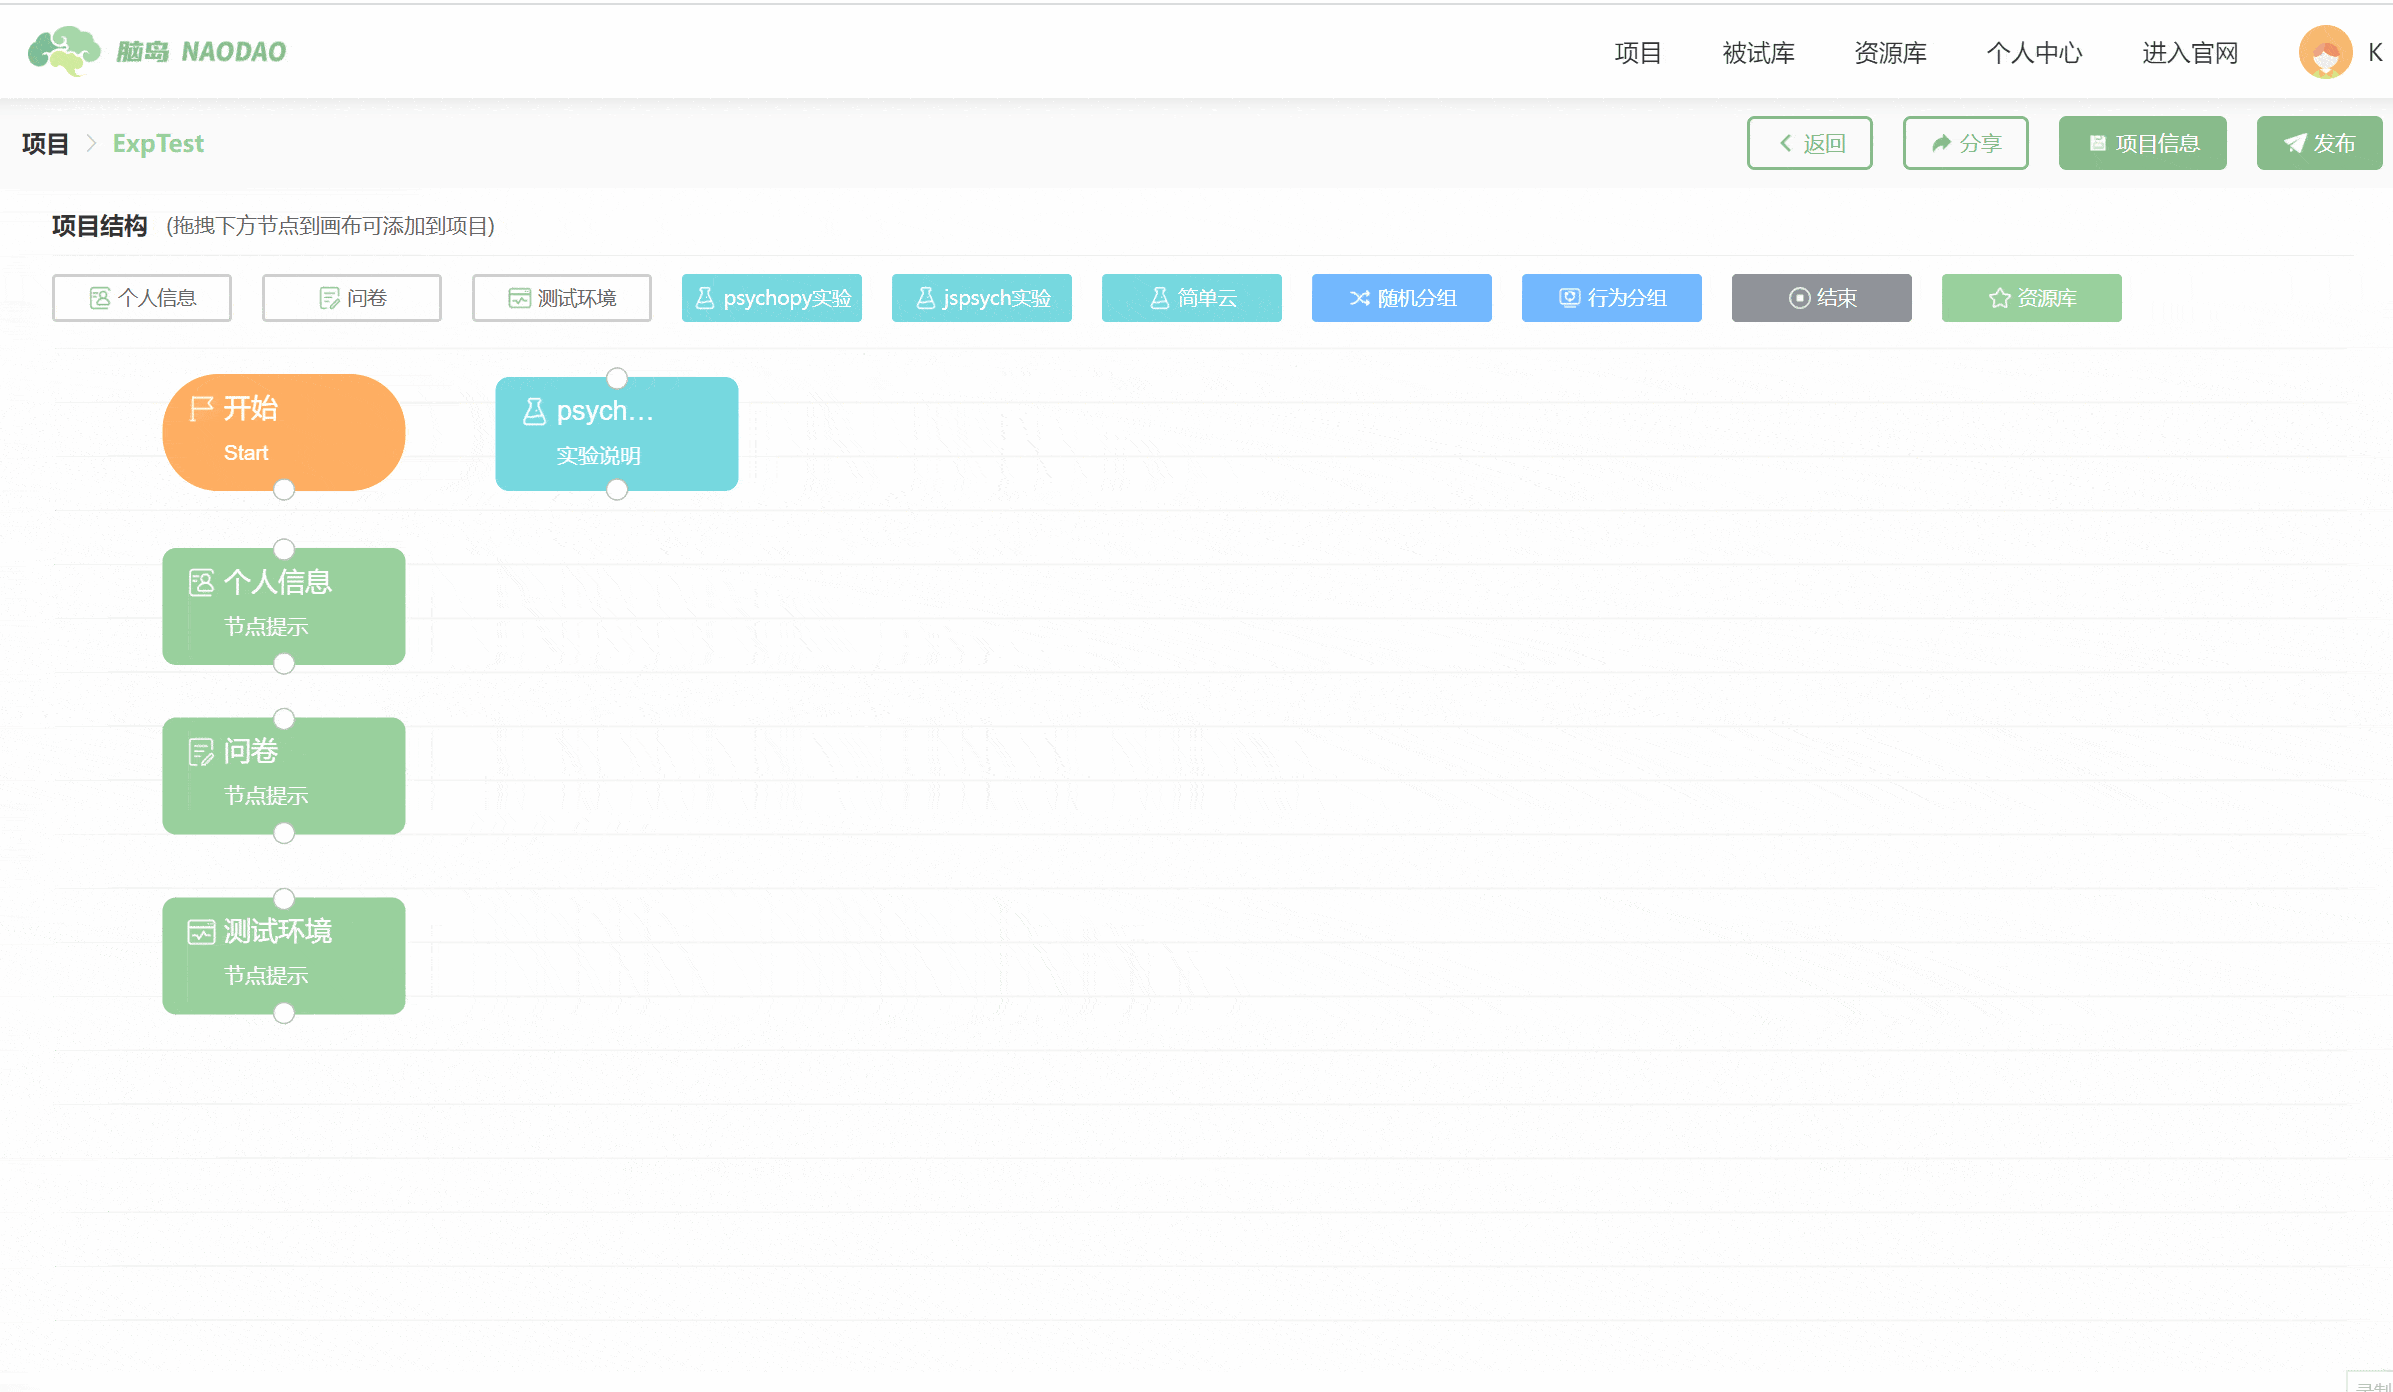 脑岛 NAODAO
项目 被试库 资源库 个人中心 进入官网 K
项目 ExpTest 返回 分享 项目信息 发布
项目结构 (拖拽下方节点到画布可添加到项目)
个人信息 问卷 测试环境 psychopy实验 jspsych实验 简单云 随机分组 行为分组 结束 资源库
开始
Start
psych...
实验说明
个人信息
节点提示
问卷
节点提示
测试环境
节点提示